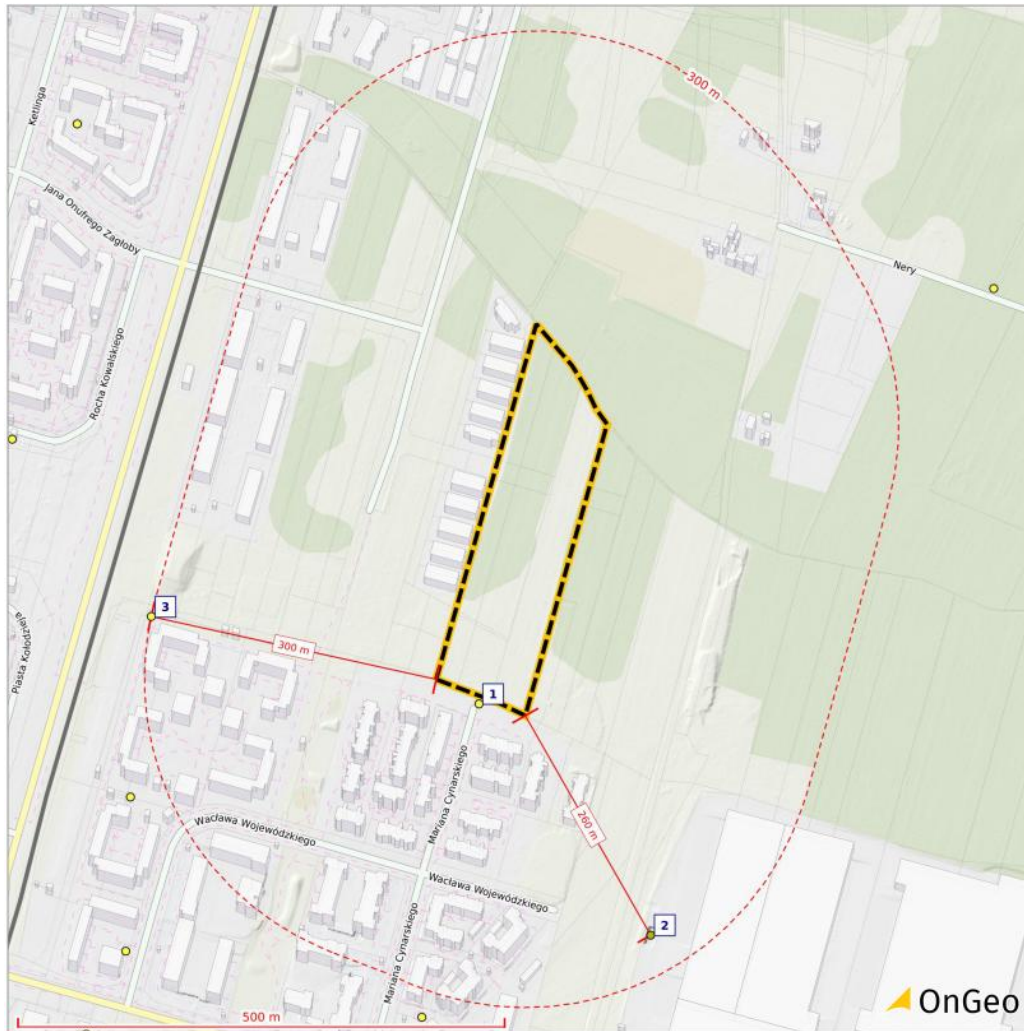 300 m
Ketlinga
Jana Onufrego Zagłoby
Nery
Rocha Kowalskiego
3
Piasta Kołodzieja
300 m
1
Mariana Cynarskiego
260 m
Wacława Wojewódzkiego
Wacława Wojewódzkiego
2
Mariana Cynarskiego
500 m
OnGeo